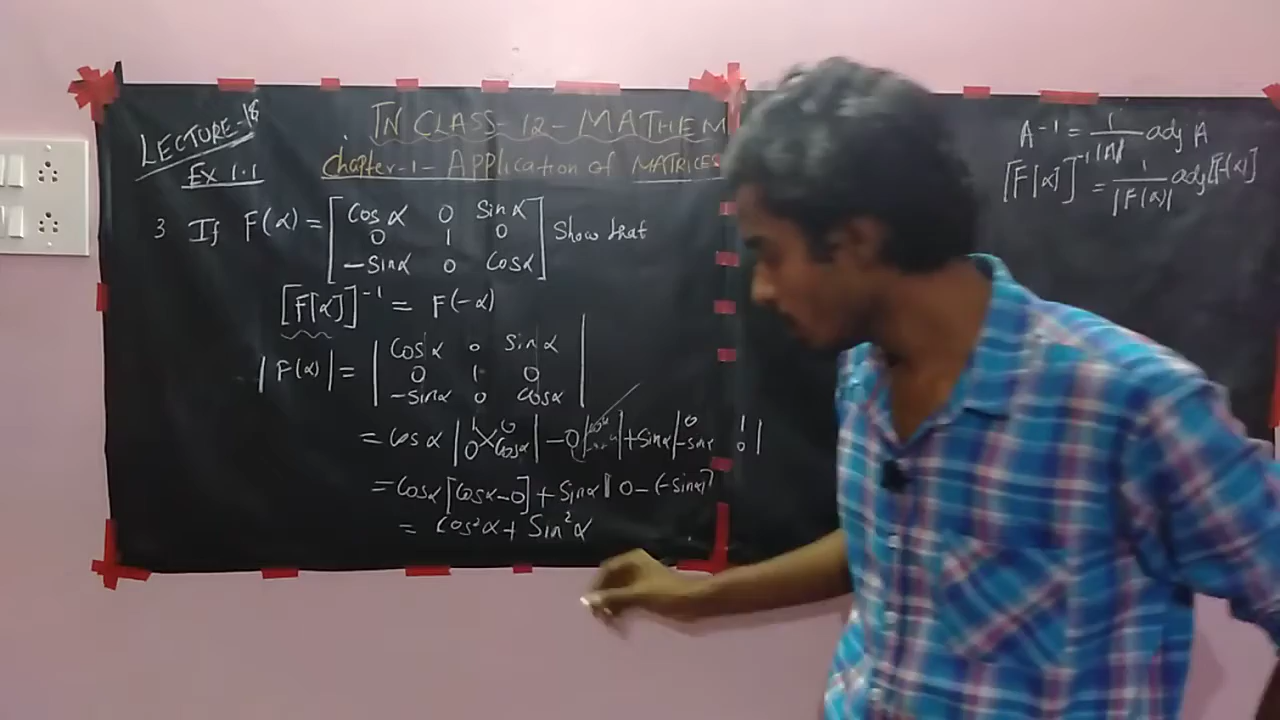 LECTURE-18
TN CLASS-12-MATHEM
Ex 1.1
Chapter-1-Application of MATRICES
3 If F(α) = [ Cos α 0 Sin α
0 1 0
-Sin α 0 Cos α ] Show that
[F(α)]⁻¹ = F(-α)
|F(α)| = | Cos α 0 Sin α
0 1 0
-Sin α 0 Cos α |
= Cos α | 1 0
0 Cos α | - 0 | | + Sin α | 0 1
-Sin α 0 |
= Cos α [Cos α - 0] + Sin α [0 - (-Sin α)]
= Cos²α + Sin²α
A⁻¹ = 1/|A| adj A
[F(α)]⁻¹ = 1/|F(α)| adj [F(α)]